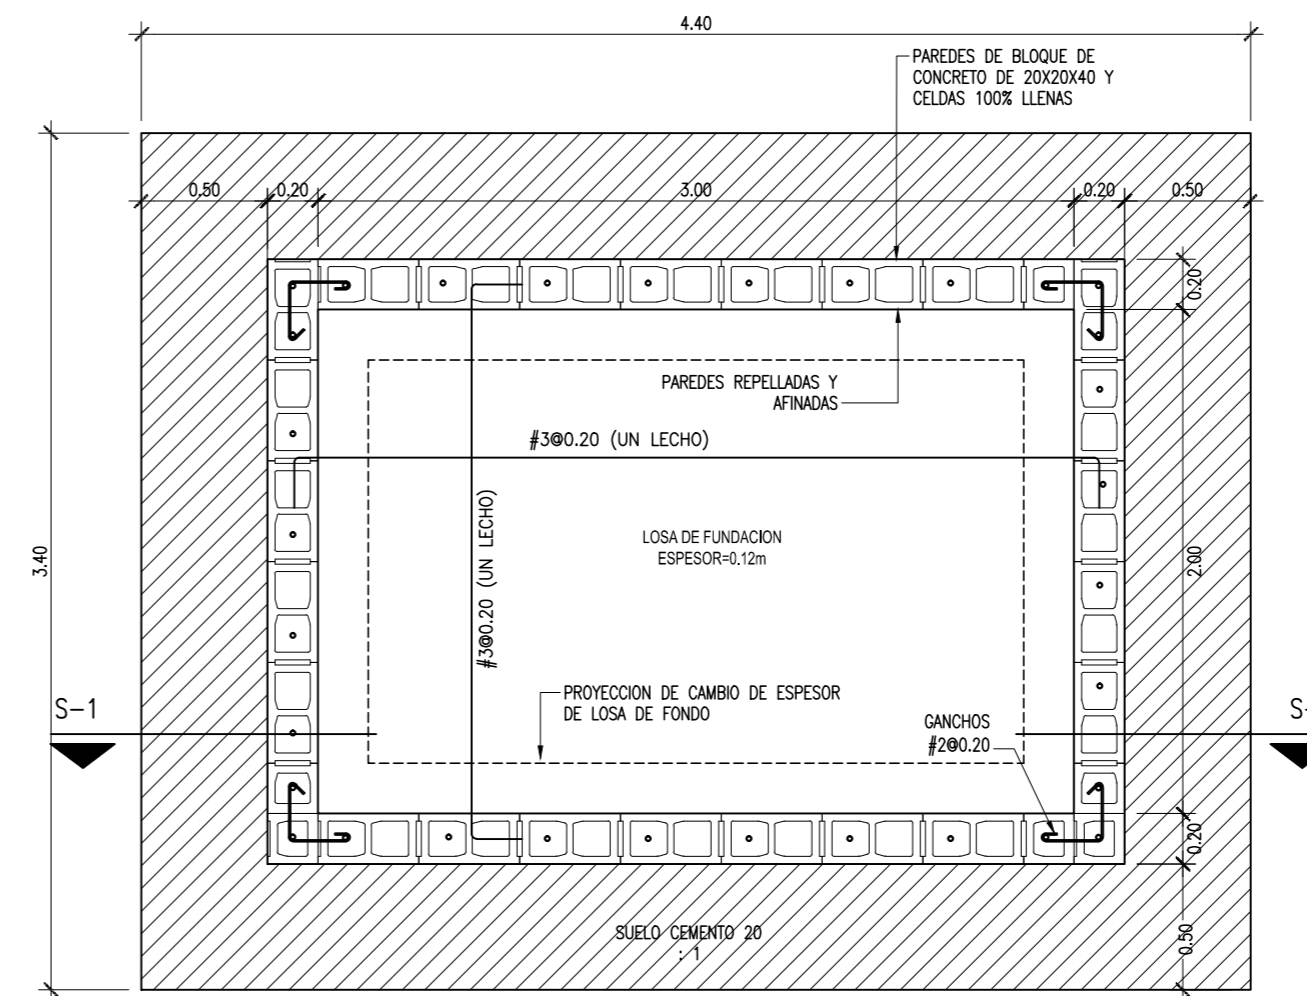 4.40
PAREDES DE BLOQUE DE
CONCRETO DE 20X20X40 Y
CELDAS 100% LLENAS
0.50
0.20
3.00
0.20
0.50
0.20
PAREDES REPELLADAS Y
AFINADAS
#3@0.20 (UN LECHO)
#3@0.20 (UN LECHO)
LOSA DE FUNDACION
ESPESOR=0.12m
3.40
2.00
PROYECCION DE CAMBIO DE ESPESOR
DE LOSA DE FONDO
S-1
S-
GANCHOS
#2@0.20
0.20
SUELO CEMENTO 20
: 1
0.50